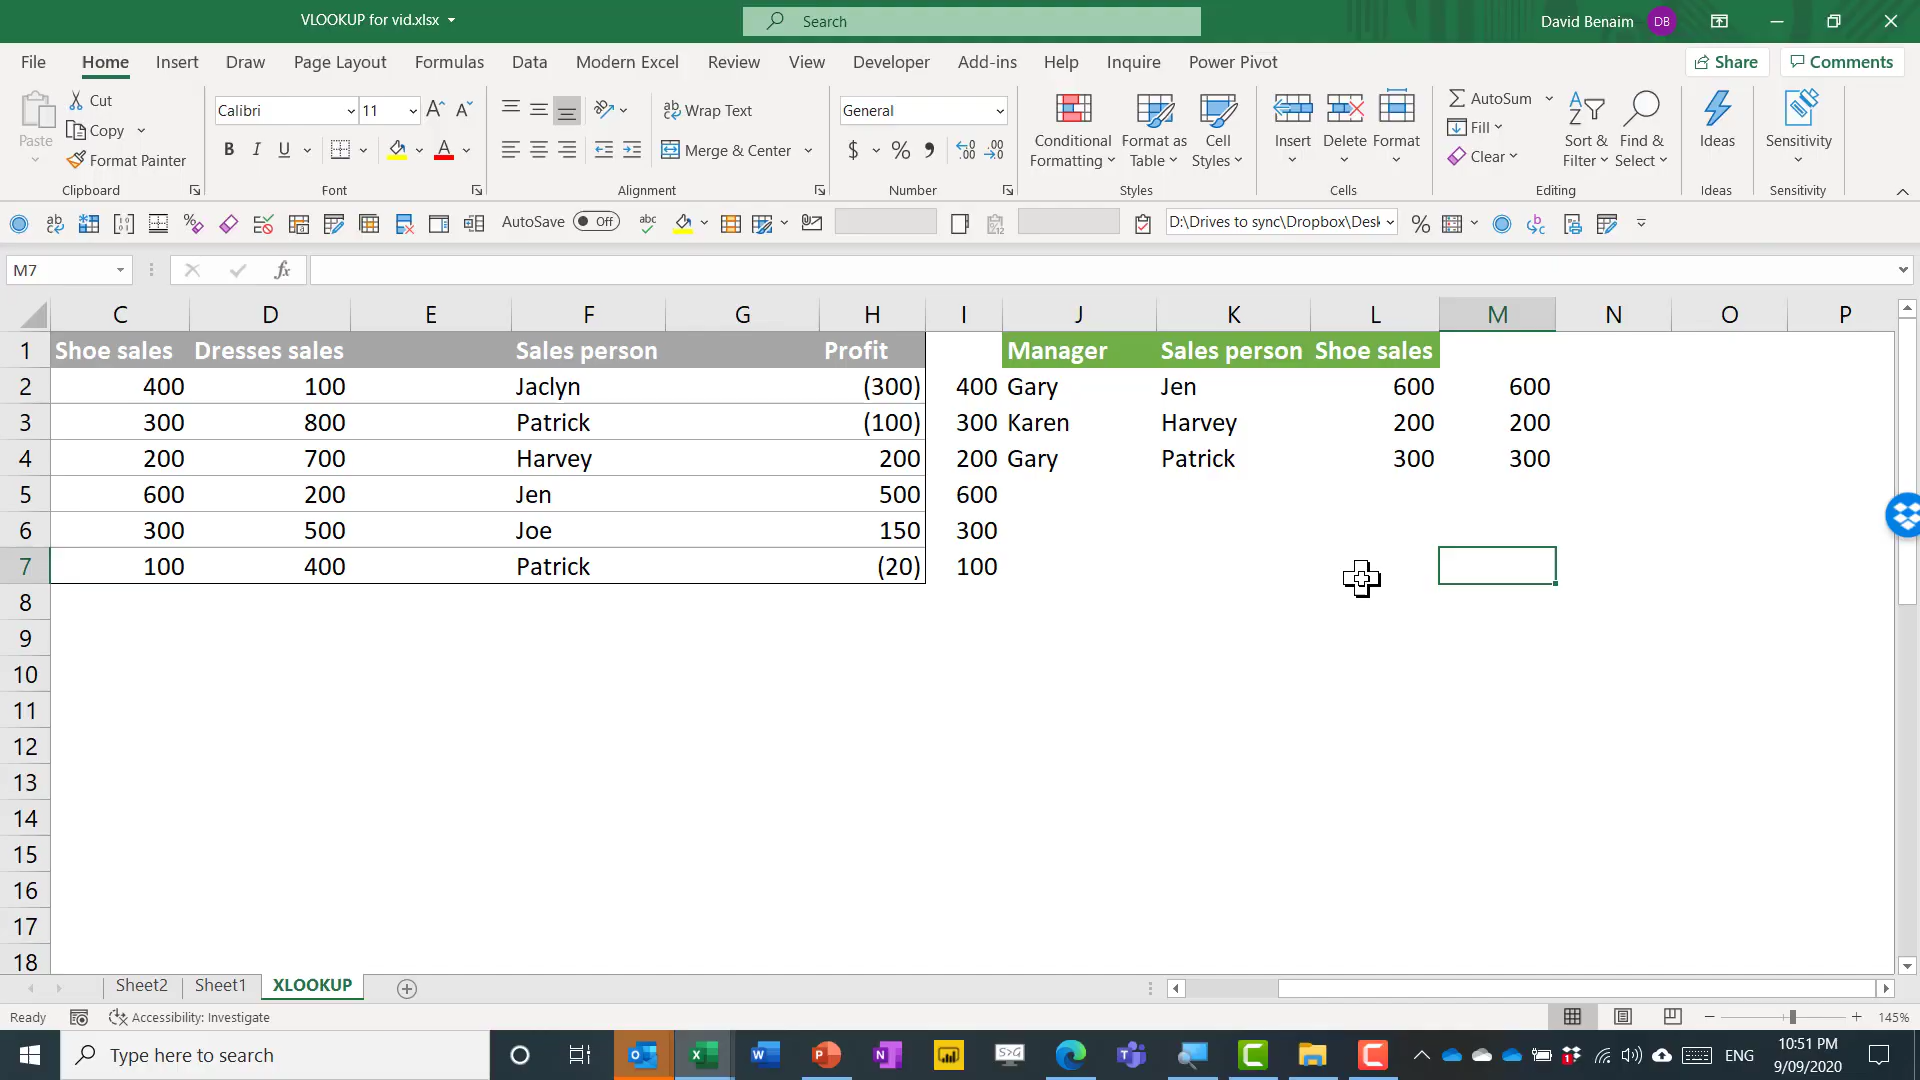 VLOOKUP for vid.xlsx
Search
David Benaim DB
File Home Insert Draw Page Layout Formulas Data Modern Excel Review View Developer Add-ins Help Inquire Power Pivot Share Comments
Paste Cut
Copy
Format Painter
Clipboard
Calibri 11
B I U
Font
Wrap Text
Merge & Center
Alignment
General
$ %
Number
Conditional Formatting
Format as Table
Cell Styles
Styles
Insert Delete Format
Cells
AutoSum
Fill
Clear
Sort & Filter
Find & Select
Editing
Ideas
Ideas
Sensitivity
Sensitivity
AutoSave Off
D:\Drives to sync\Dropbox\Desk
M7 fx
C D E F G H I J K L M N O P
1 Shoe sales Dresses sales Sales person Profit Manager Sales person Shoe sales
2 400 100 Jaclyn (300) 400 Gary Jen 600 600
3 300 800 Patrick (100) 300 Karen Harvey 200 200
4 200 700 Harvey 200 200 Gary Patrick 300 300
5 600 200 Jen 500 600
6 300 500 Joe 150 300
7 100 400 Patrick (20) 100
8
9
10
11
12
13
14
15
16
17
18
Sheet2 Sheet1 XLOOKUP
Ready Accessibility: Investigate 145%
Type here to search
ENG
10:51 PM
9/09/2020